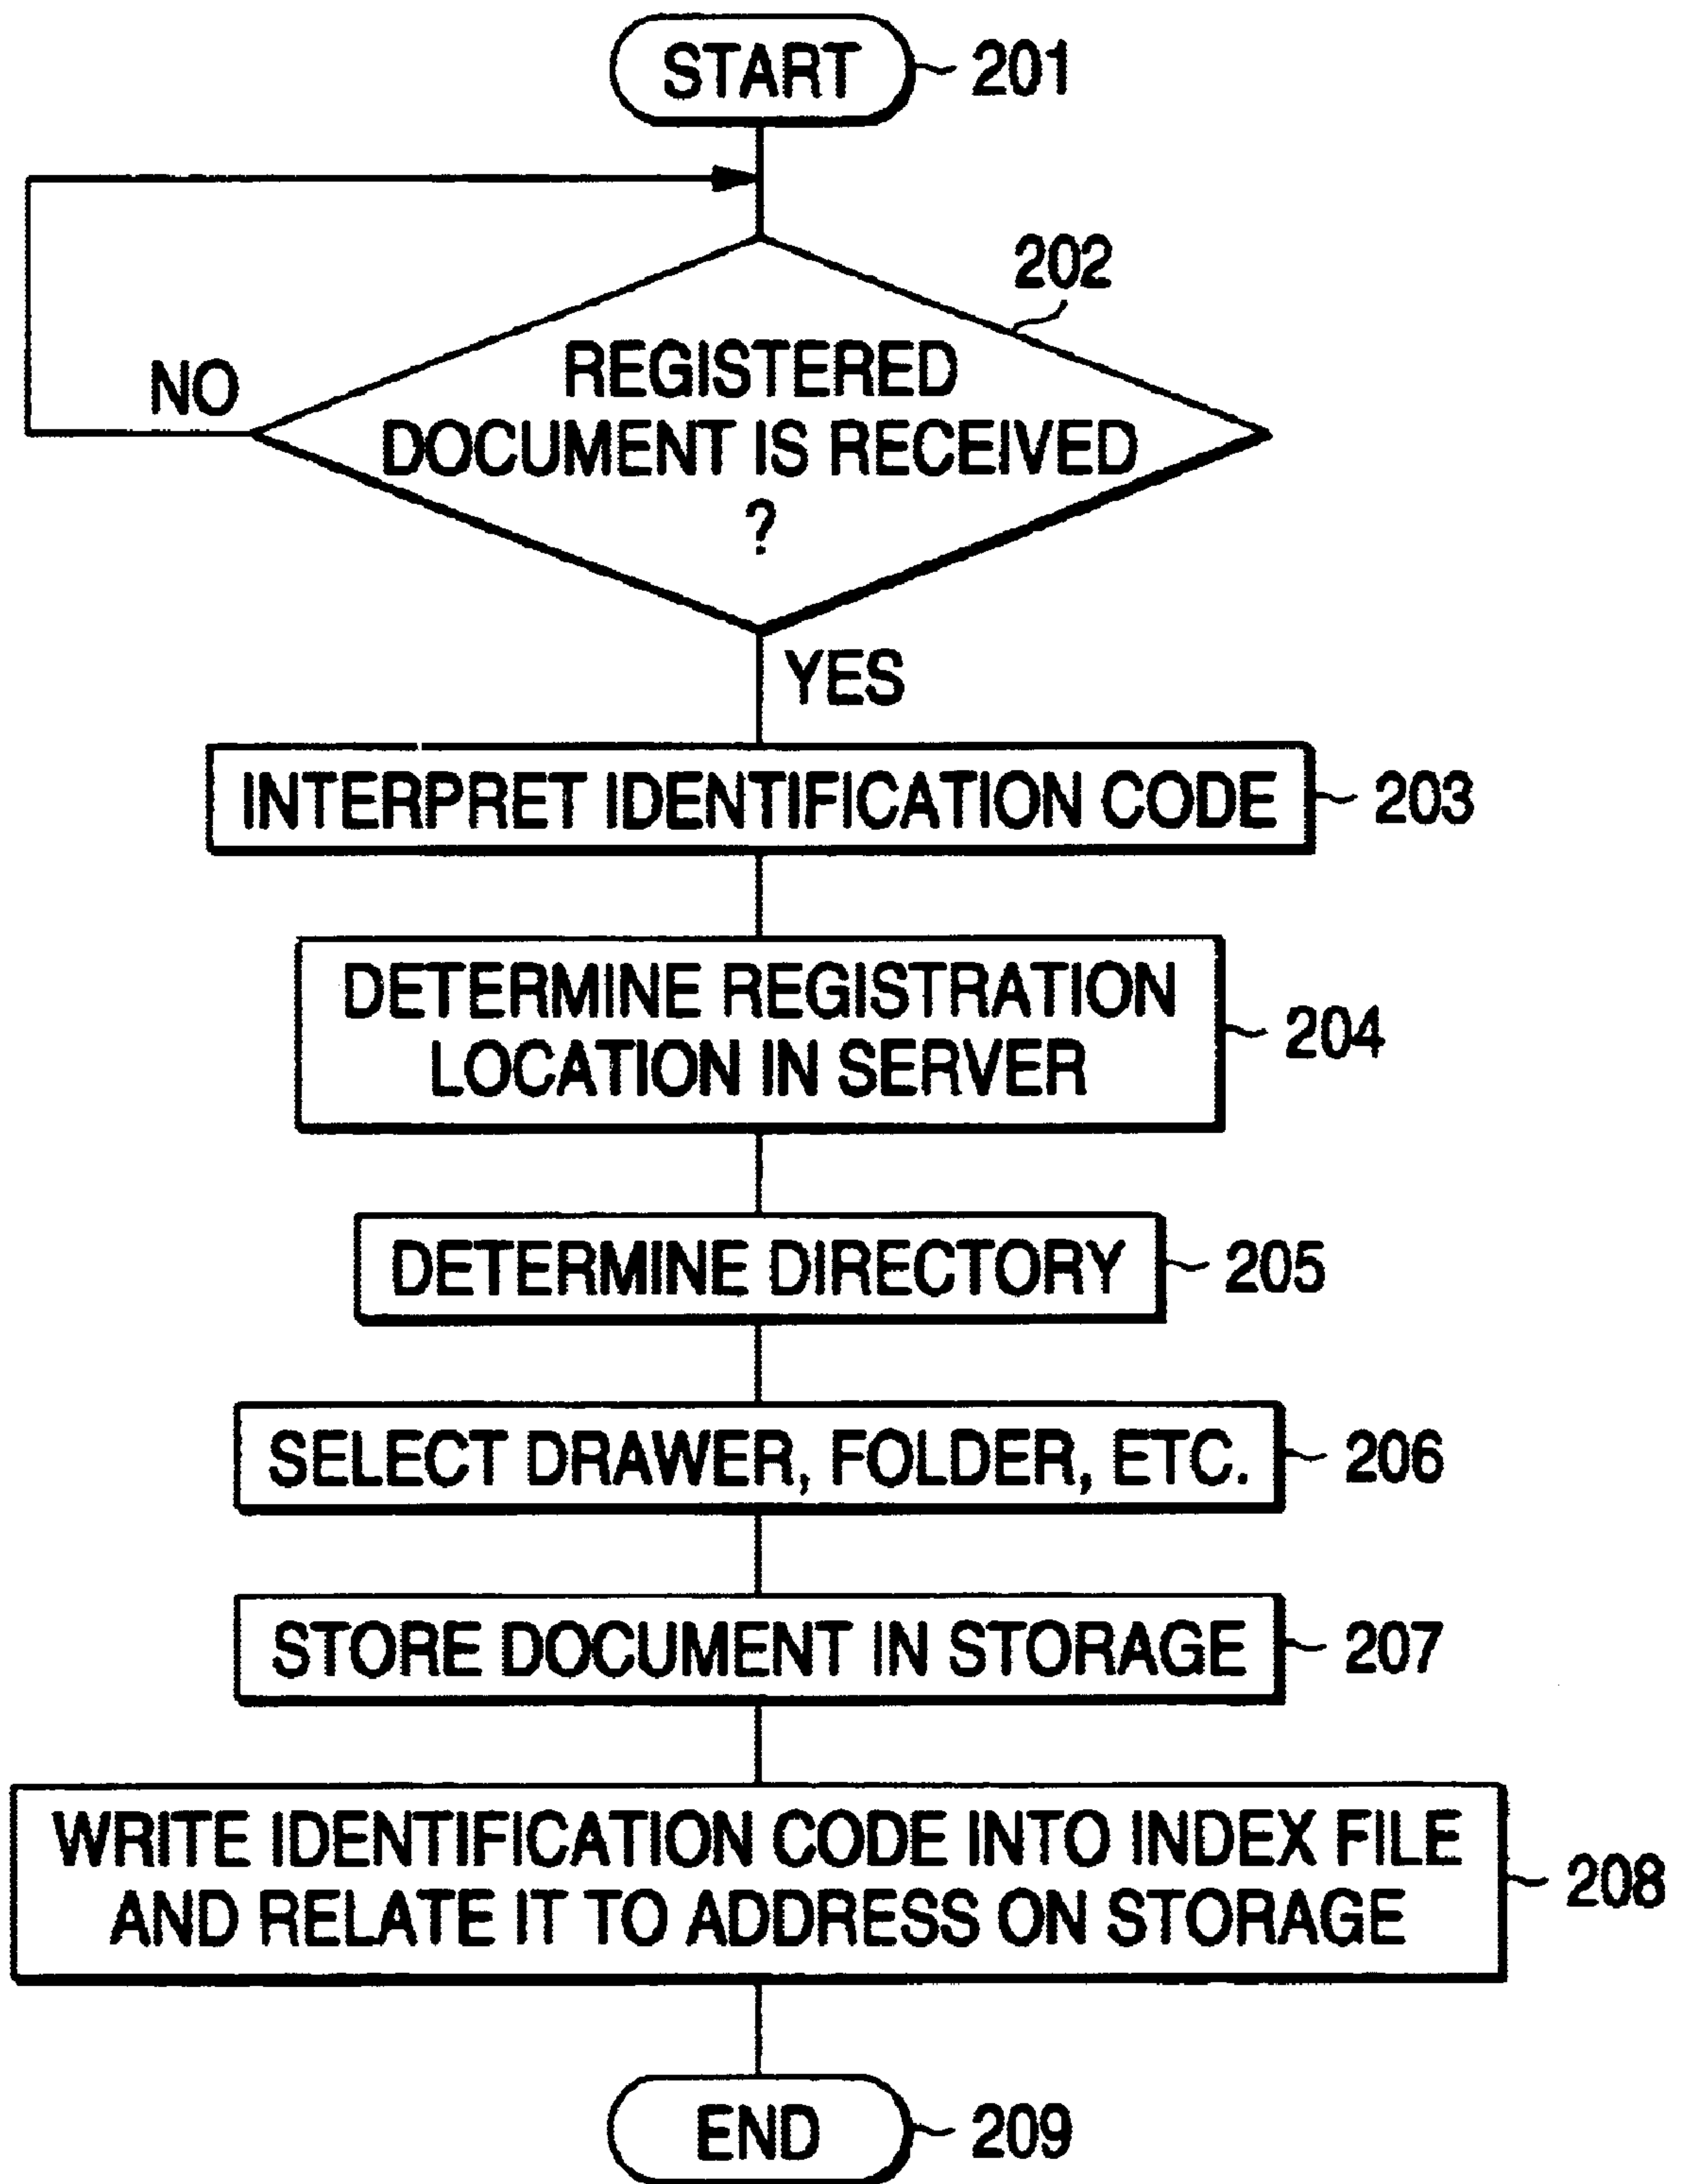 START
201
202
REGISTERED
DOCUMENT IS RECEIVED
?
NO
YES
INTERPRET IDENTIFICATION CODE
203
DETERMINE REGISTRATION
LOCATION IN SERVER
204
DETERMINE DIRECTORY
205
SELECT DRAWER, FOLDER, ETC.
206
STORE DOCUMENT IN STORAGE
207
WRITE IDENTIFICATION CODE INTO INDEX FILE
AND RELATE IT TO ADDRESS ON STORAGE
208
END
209